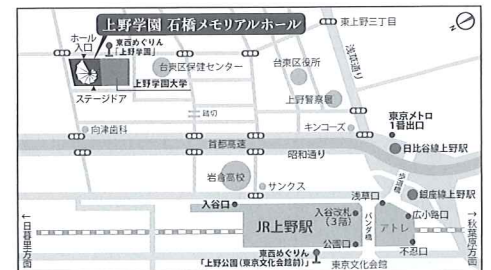 上野学園 石橋メモリアルホール
ホール
入口
東西めぐりん
「上野学園」
台東区保健センター
上野学園大学
ステージドア
台東区役所
上野警察署
東上野三丁目
浅草通り
N
踏切
向津歯科
キンコーズ
東京メトロ
1番出口
首都高速
昭和通り
日比谷線上野駅
岩倉高校
サンクス
歩道橋
銀座線上野駅
入谷口
浅草口
広小路口
入谷改札
(3階)
JR上野駅
パンダ橋
アトレ
公園口
不忍口
←日暮里方面
→秋葉原方面
東西めぐりん
「上野公園(東京文化会館前)」
東京文化会館